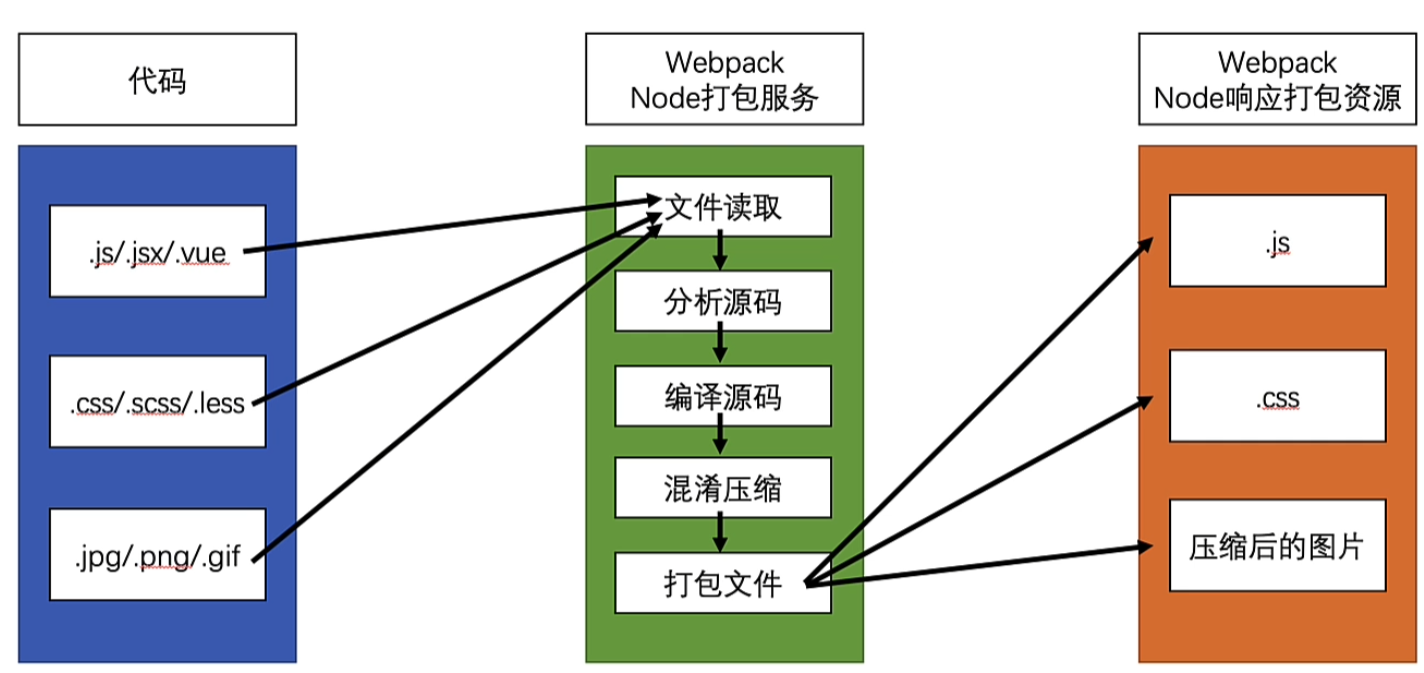 代码
.js/.jsx/.vue
.css/.scss/.less
.jpg/.png/.gif
Webpack
Node打包服务
文件读取
分析源码
编译源码
混淆压缩
打包文件
Webpack
Node响应打包资源
.js
.css
压缩后的图片